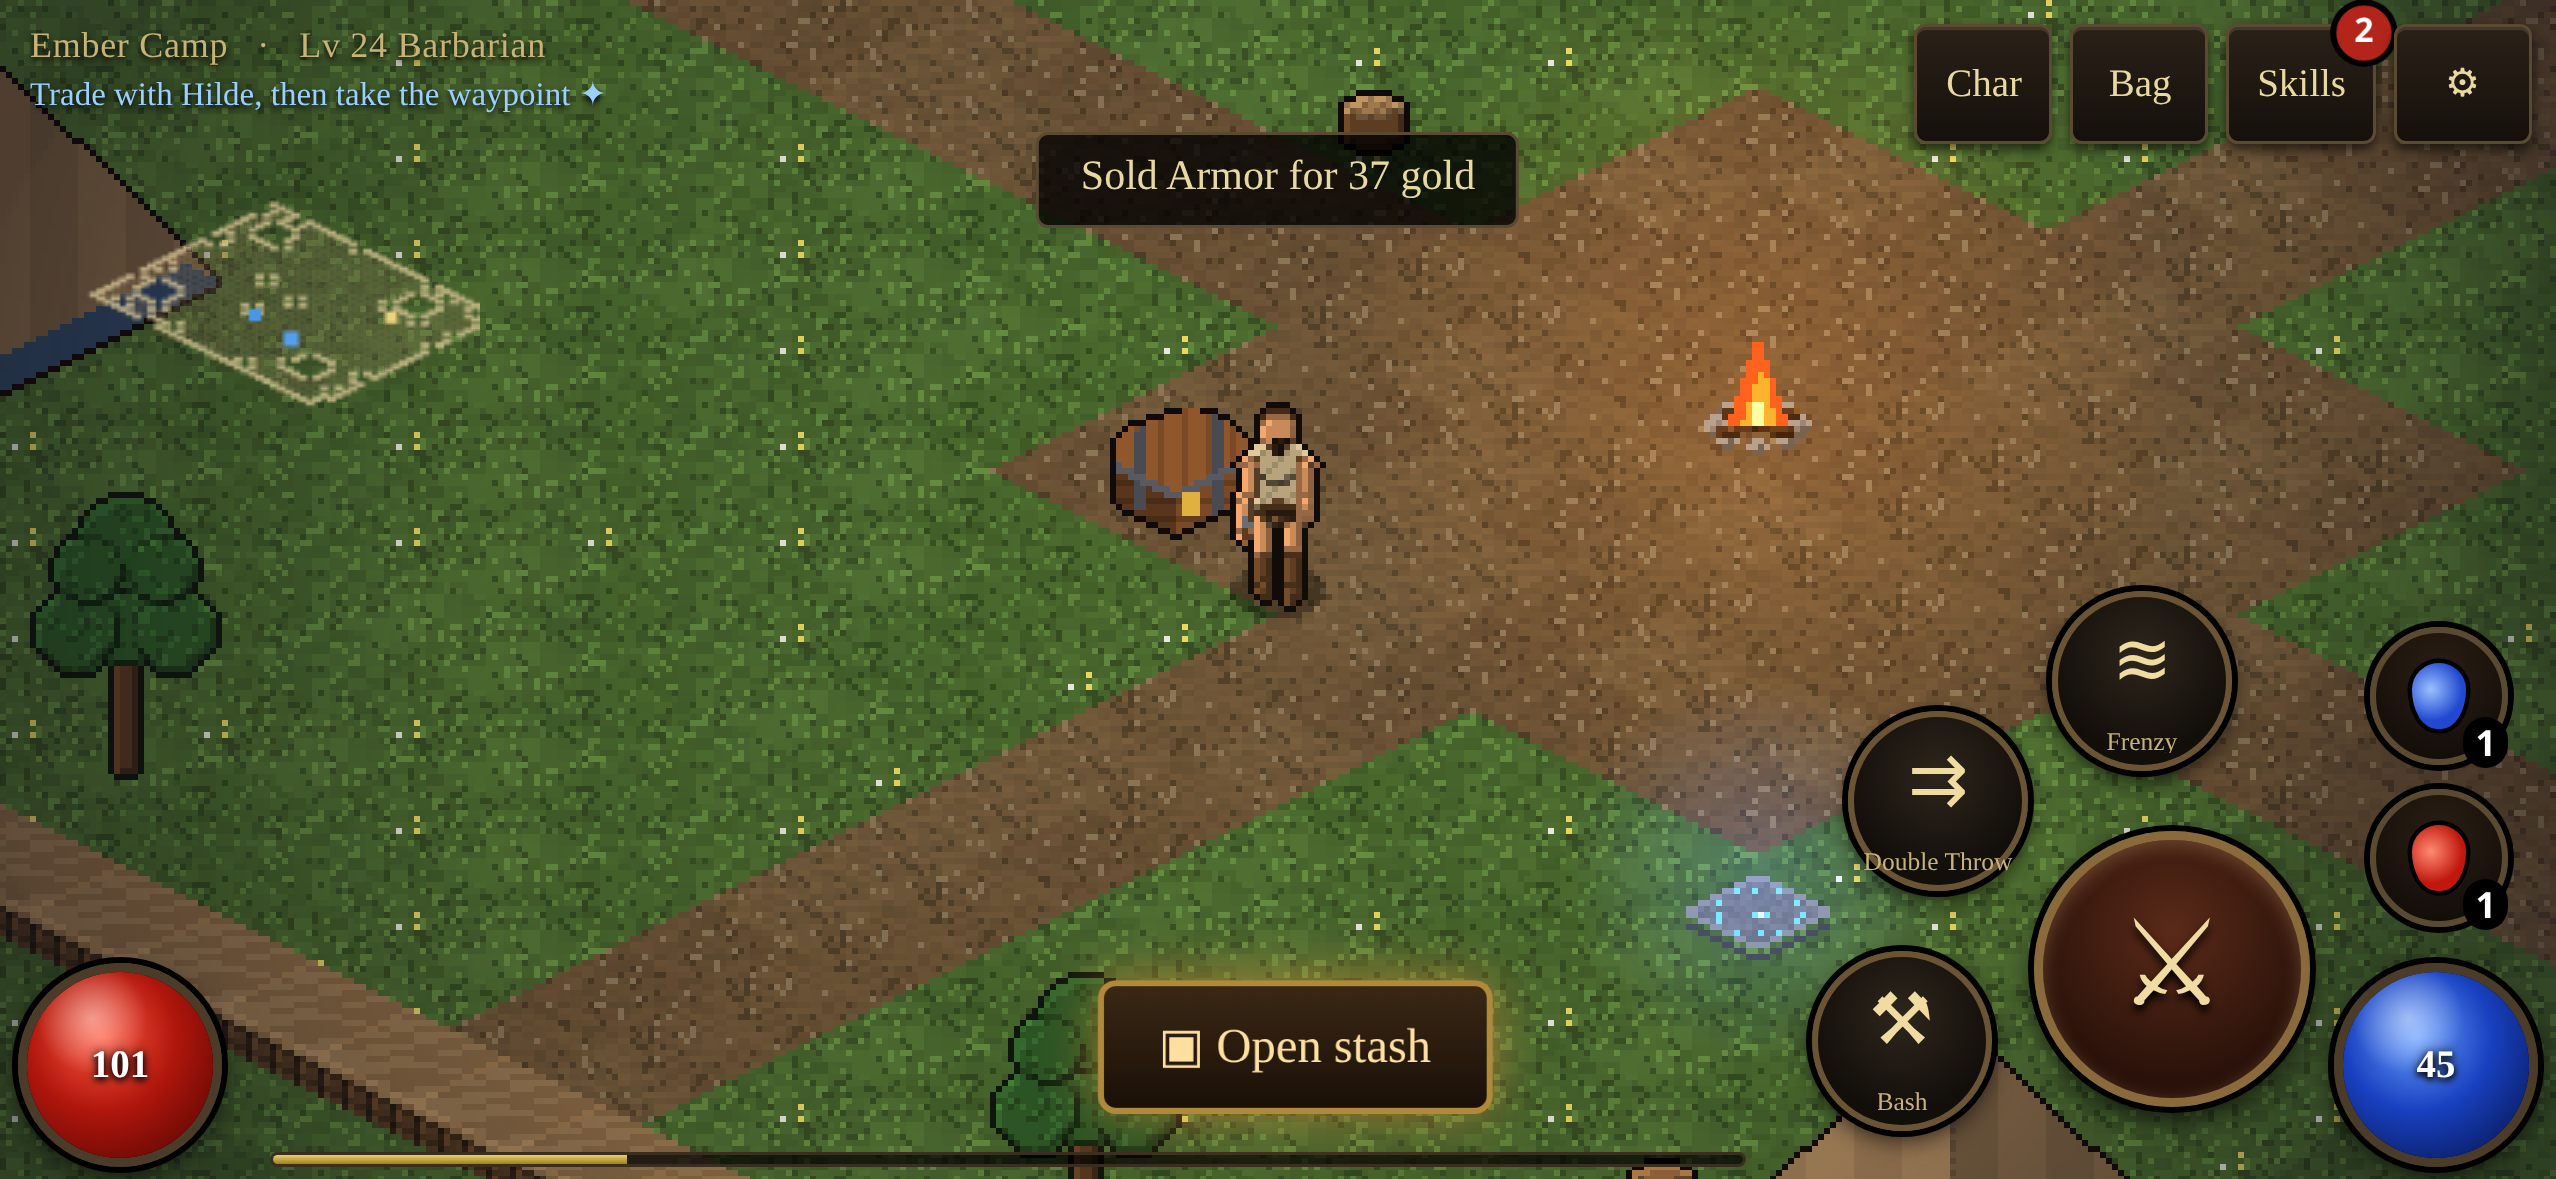 Ember Camp · Lv 24 Barbarian
Trade with Hilde, then take the waypoint ✦
Char
Bag
Skills
2
⚙
Sold Armor for 37 gold
Frenzy
Double Throw
Bash
1
1
▣ Open stash
101
45